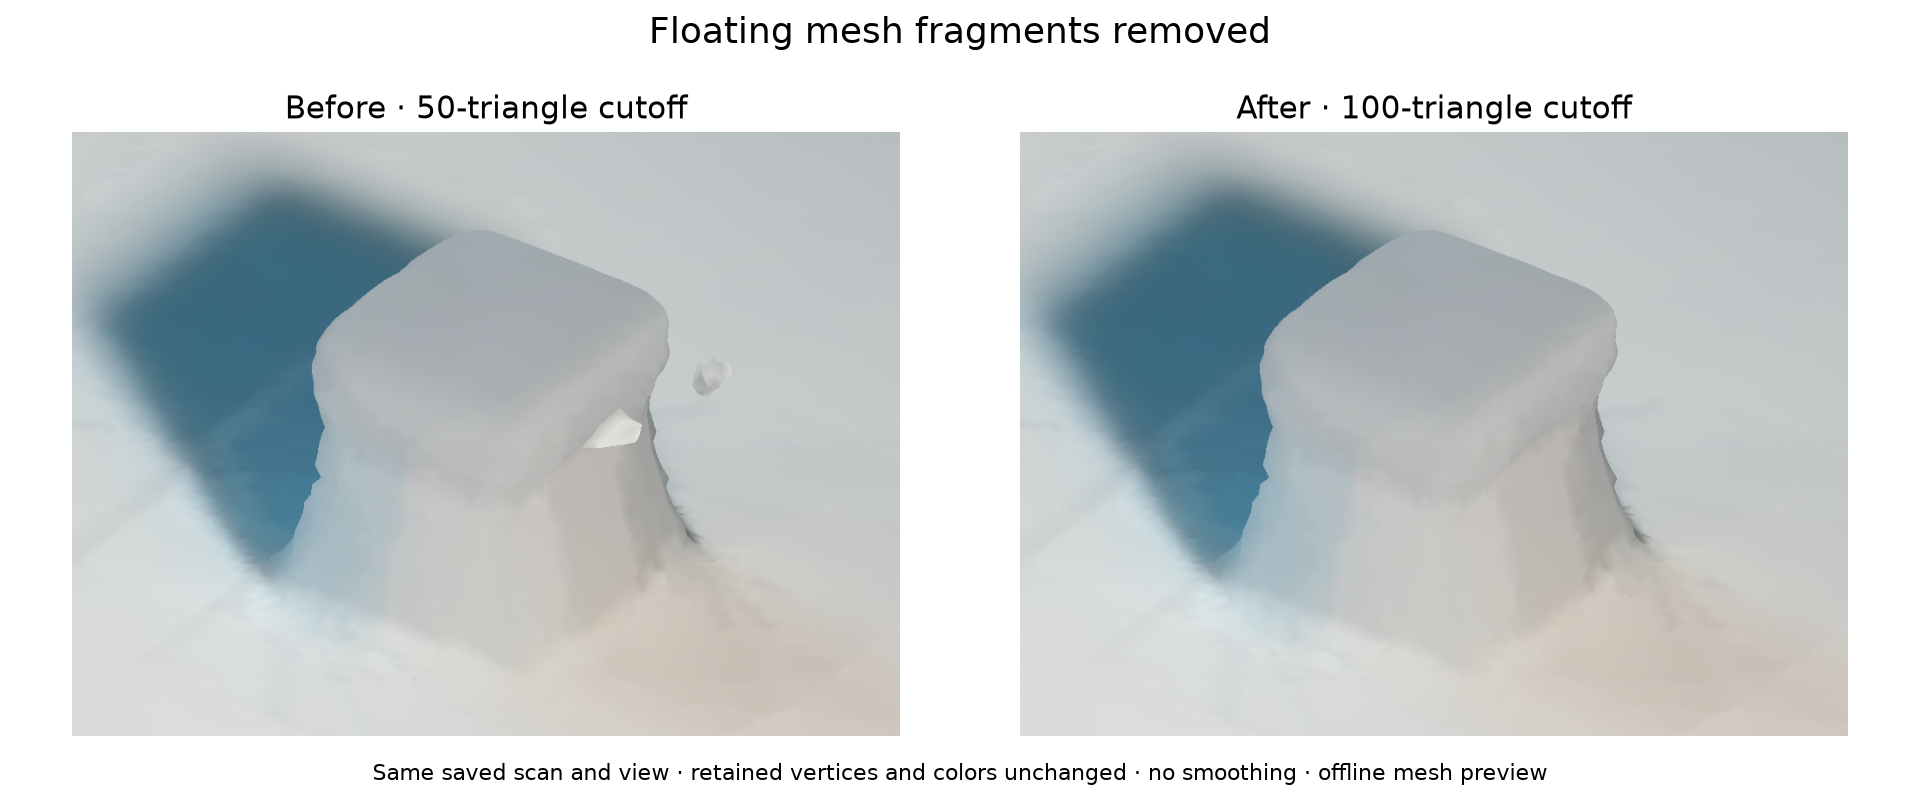 Floating mesh fragments removed
Before · 50-triangle cutoff
After · 100-triangle cutoff
Same saved scan and view · retained vertices and colors unchanged · no smoothing · offline mesh preview